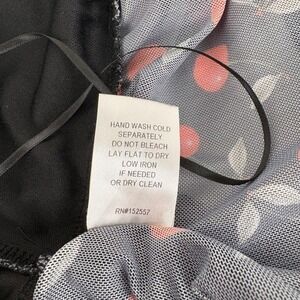 HAND WASH COLD
SEPARATELY
DO NOT BLEACH
LAY FLAT TO DRY
LOW IRON
IF NEEDED
OR DRY CLEAN
RN#152557